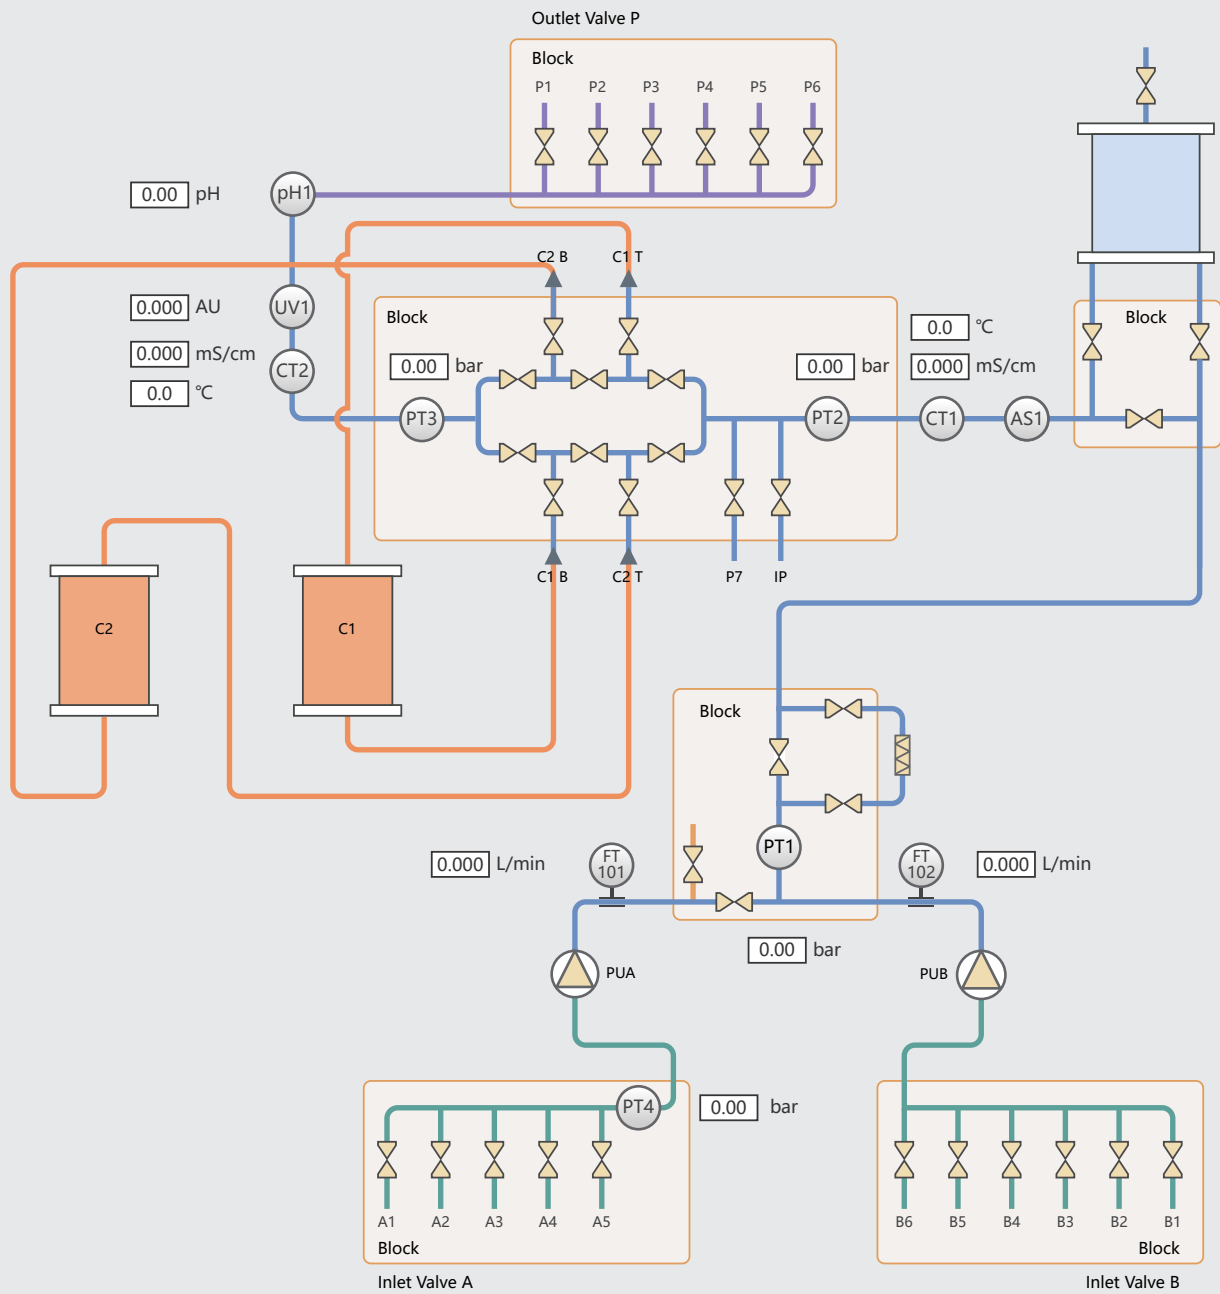 Outlet Valve P
Block
P1 P2 P3 P4 P5 P6
0.00 pH
pH1
C2 B C1 T
0.000 AU
UV1
Block
0.0 ℃
Block
0.000 mS/cm
CT2
0.00 bar
0.00 bar
0.000 mS/cm
0.0 ℃
PT3
PT2
CT1
AS1
C1 B C2 T P7 IP
C2
C1
Block
PT1
0.000 L/min
FT
101
FT
102
0.000 L/min
0.00 bar
PUA
PUB
PT4
0.00 bar
A1 A2 A3 A4 A5
B6 B5 B4 B3 B2 B1
Block
Block
Inlet Valve A
Inlet Valve B